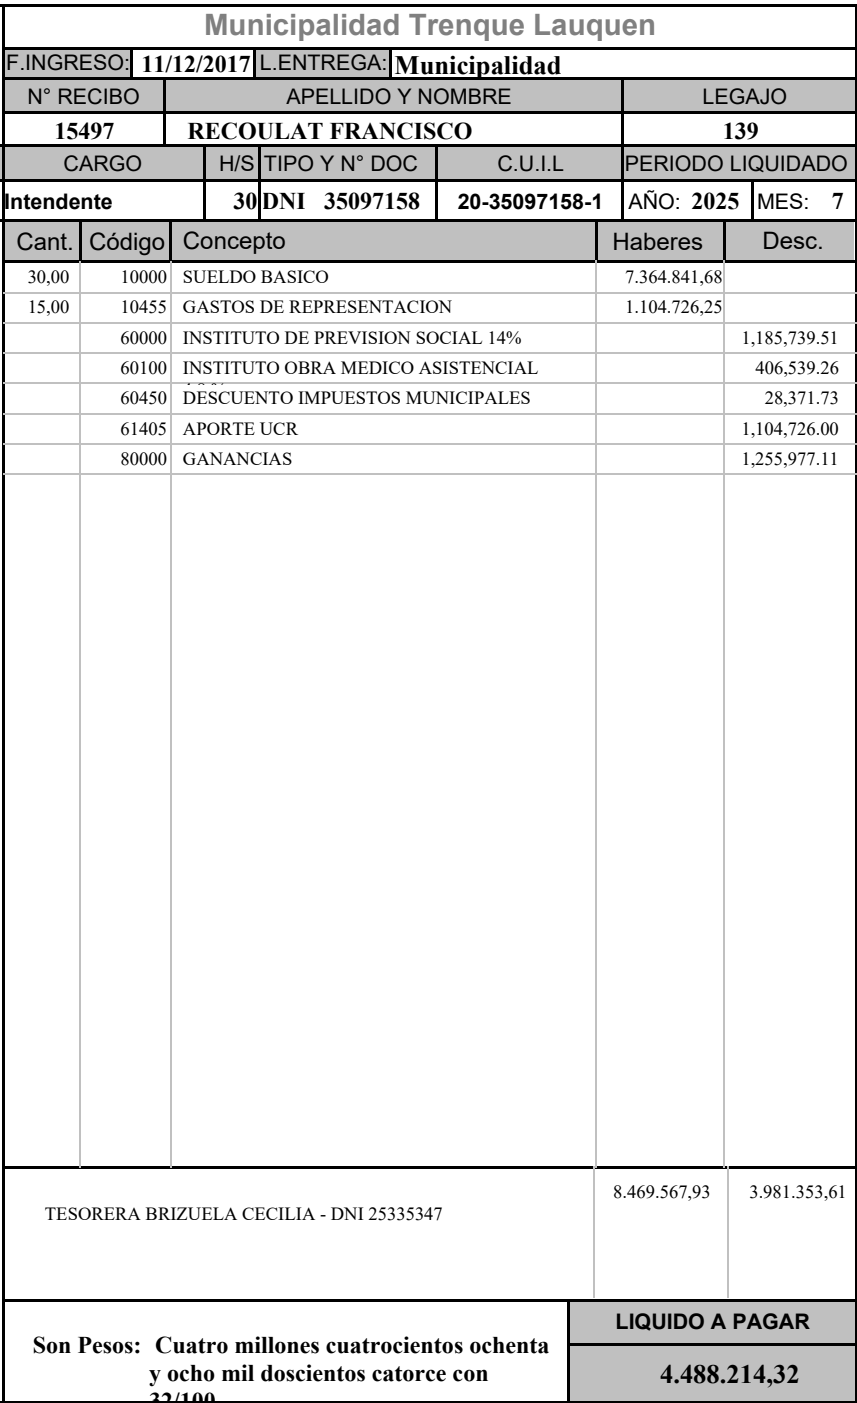 Municipalidad Trenque Lauquen
F.INGRESO: 11/12/2017 L.ENTREGA: Municipalidad
N° RECIBO APELLIDO Y NOMBRE LEGAJO
15497 RECOULAT FRANCISCO 139
CARGO H/S TIPO Y N° DOC C.U.I.L PERIODO LIQUIDADO
Intendente 30 DNI 35097158 20-35097158-1 AÑO: 2025 MES: 7
Cant. Código Concepto Haberes Desc.
30,00 10000 SUELDO BASICO 7.364.841,68
15,00 10455 GASTOS DE REPRESENTACION 1.104.726,25
60000 INSTITUTO DE PREVISION SOCIAL 14% 1,185,739.51
60100 INSTITUTO OBRA MEDICO ASISTENCIAL 406,539.26
60450 DESCUENTO IMPUESTOS MUNICIPALES 28,371.73
61405 APORTE UCR 1,104,726.00
80000 GANANCIAS 1,255,977.11
8.469.567,93 3.981.353,61
TESORERA BRIZUELA CECILIA - DNI 25335347
LIQUIDO A PAGAR
Son Pesos: Cuatro millones cuatrocientos ochenta
y ocho mil doscientos catorce con
32/100
4.488.214,32